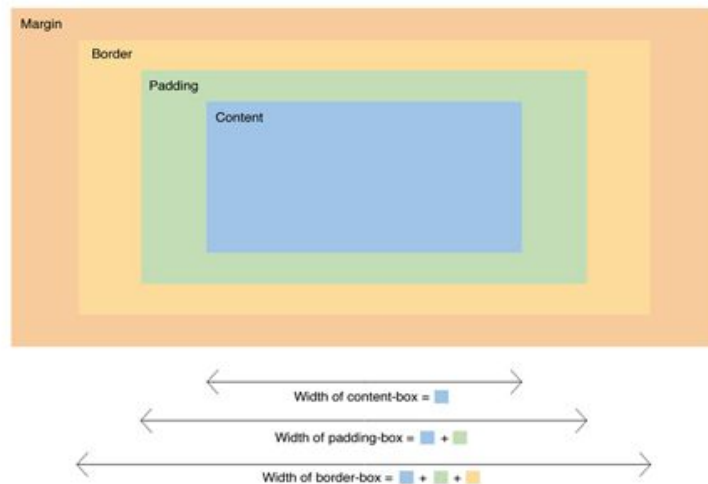 Margin
Border
Padding
Content
Width of content-box =
Width of padding-box = +
Width of border-box = + +